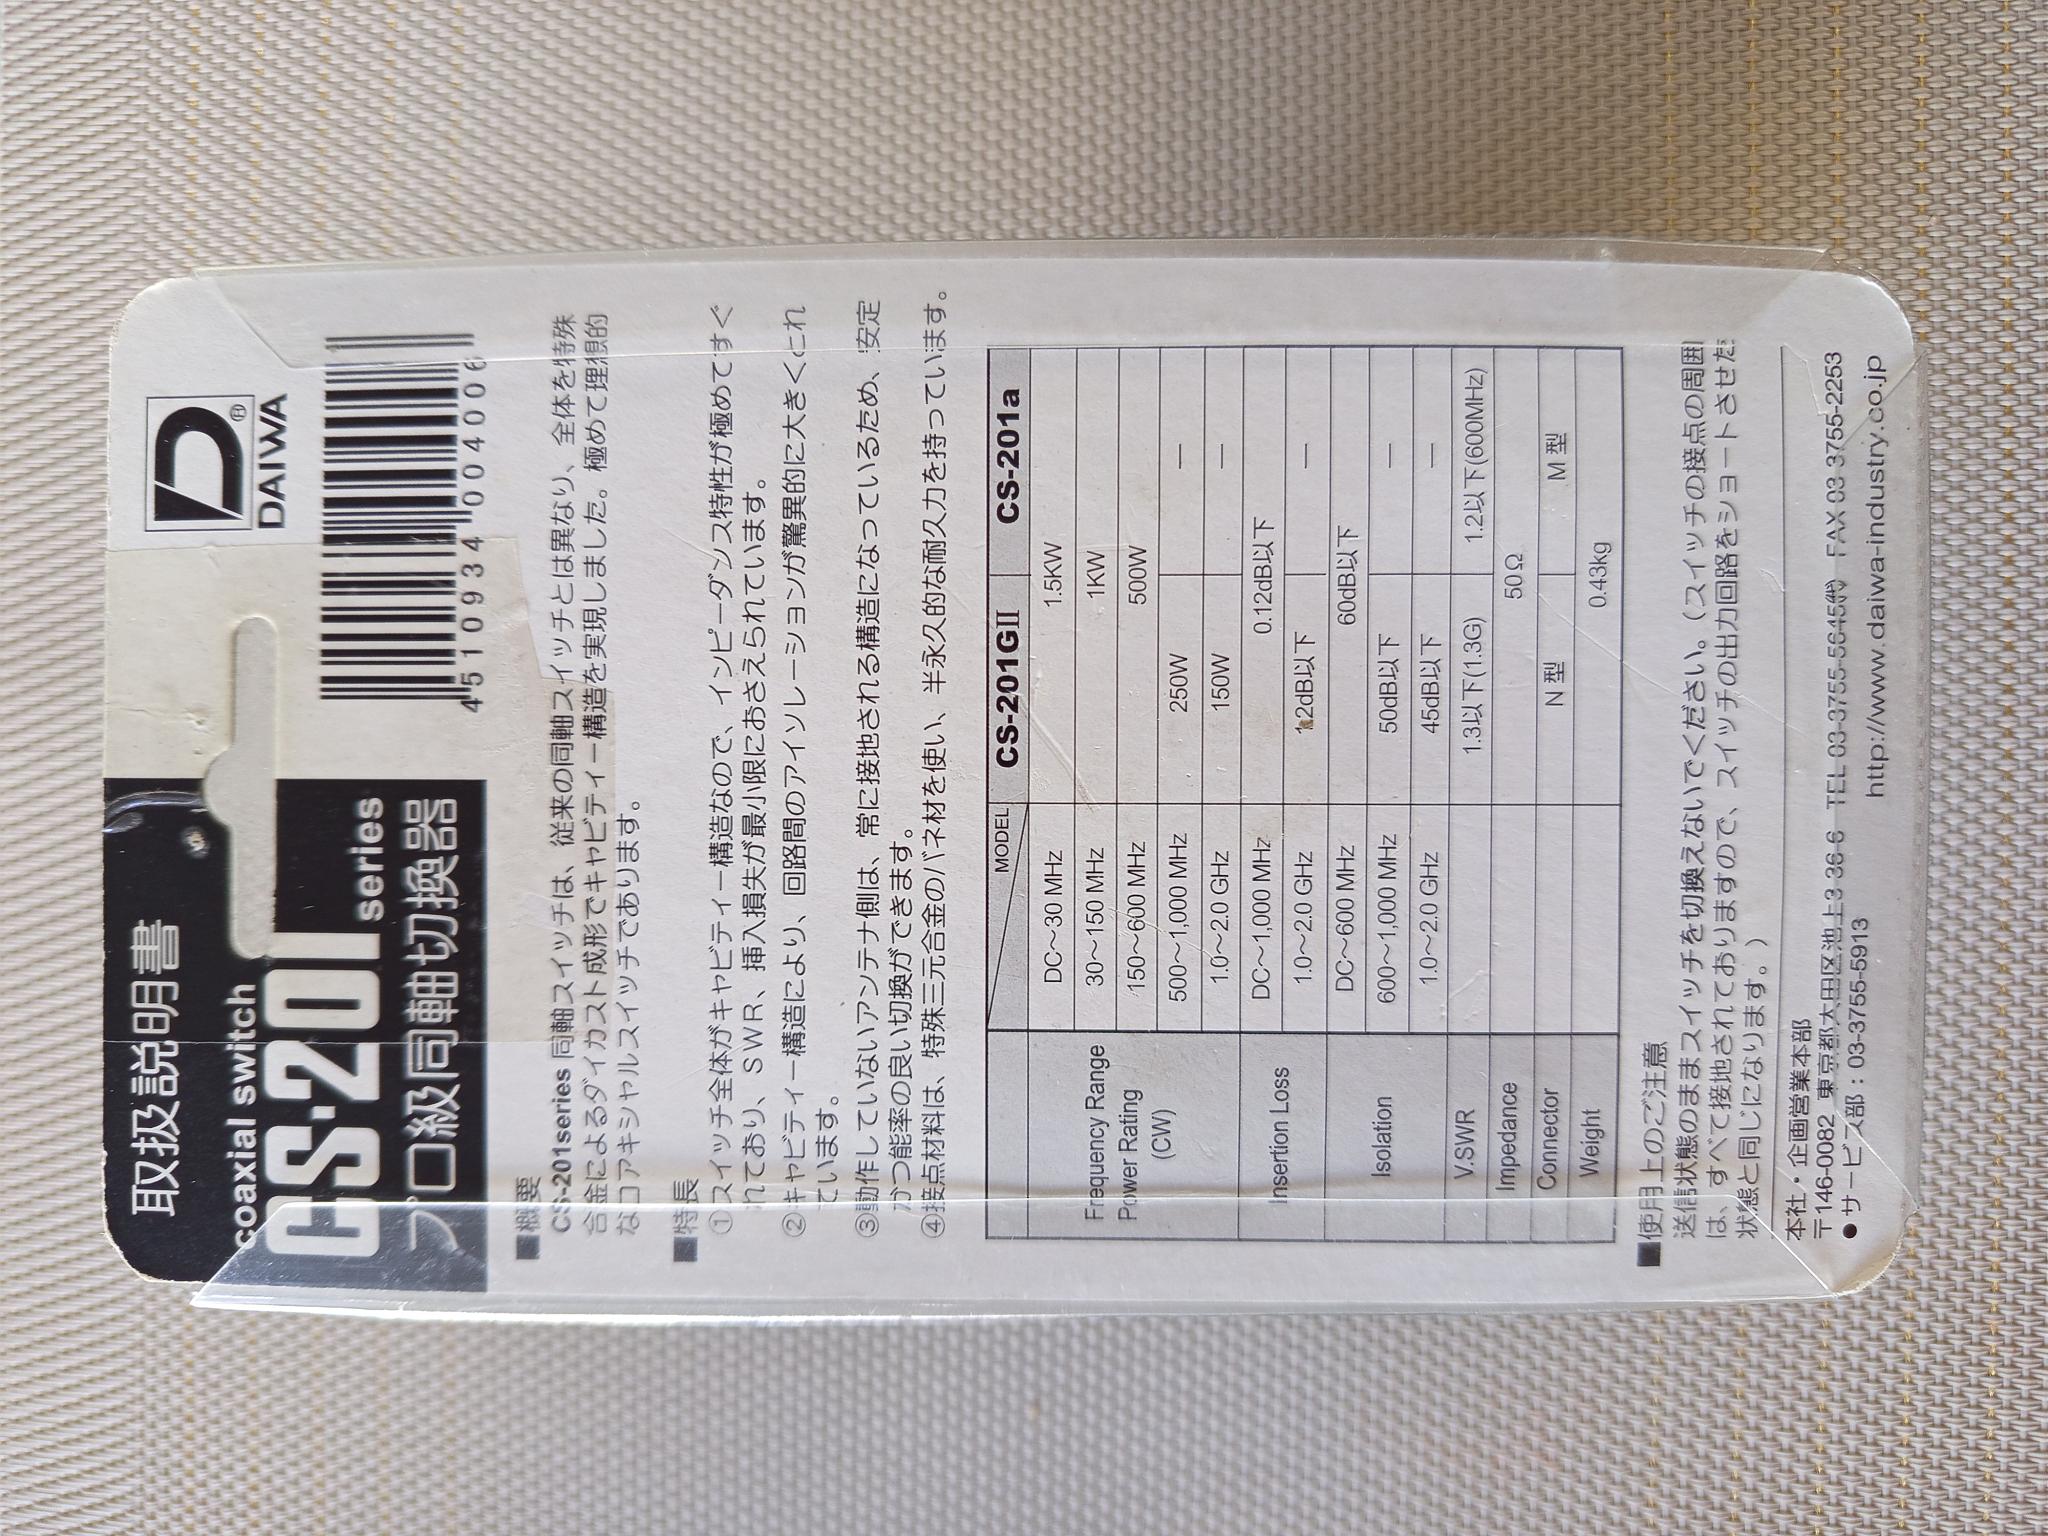 取扱説明書
coaxial switch
CS-201 series
プロ級同軸切換器
D®
DAIWA
4510934004006
■概要
CS-201series 同軸スイッチは、従来の同軸スイッチとは異なり、全体を特殊
合金によるダイカスト成形でキャビティー構造を実現しました。極めて理想的
なコアキシャルスイッチであります。
■特長
①スイッチ全体がキャビティー構造なので、インピーダンス特性が極めてすぐ
れており、SWR、挿入損失が最小限におさえられています。
②キャビティー構造により、回路間のアイソレーションが驚異的に大きくとれ
ています。
③動作していないアンテナ側は、常に接地される構造になっているため、安定
かつ能率の良い切換ができます。
④接点材料は、特殊三元合金のバネ材を使い、半永久的な耐久力を持っています。
MODEL CS-201GII CS-201a
Frequency Range
Power Rating
(CW)
DC～30 MHz 1.5KW
30～150 MHz 1KW
150～600 MHz 500W
500～1,000 MHz 250W —
1.0～2.0 GHz 150W —
Insertion Loss DC～1,000 MHz 0.12dB以下
1.0～2.0 GHz 2dB以下 —
Isolation DC～600 MHz 60dB以下
600～1,000 MHz 50dB以下 —
1.0～2.0 GHz 45dB以下 —
V.SWR 1.3以下(1.3G) 1.2以下(600MHz)
Impedance 50Ω
Connector N 型 M 型
Weight 0.43kg
■使用上のご注意
送信状態のままスイッチを切換えないでください。(スイッチの接点の周囲
は、すべて接地されておりますので、スイッチの出力回路をショートさせた
状態と同じになります。)
本社・企画営業本部
〒146-0082 東京都大田区池上3-36-6 TEL 03-3755-5645代 FAX 03-3755-2253
●サービス部：03-3755-5913 http://www.daiwa-industry.co.jp